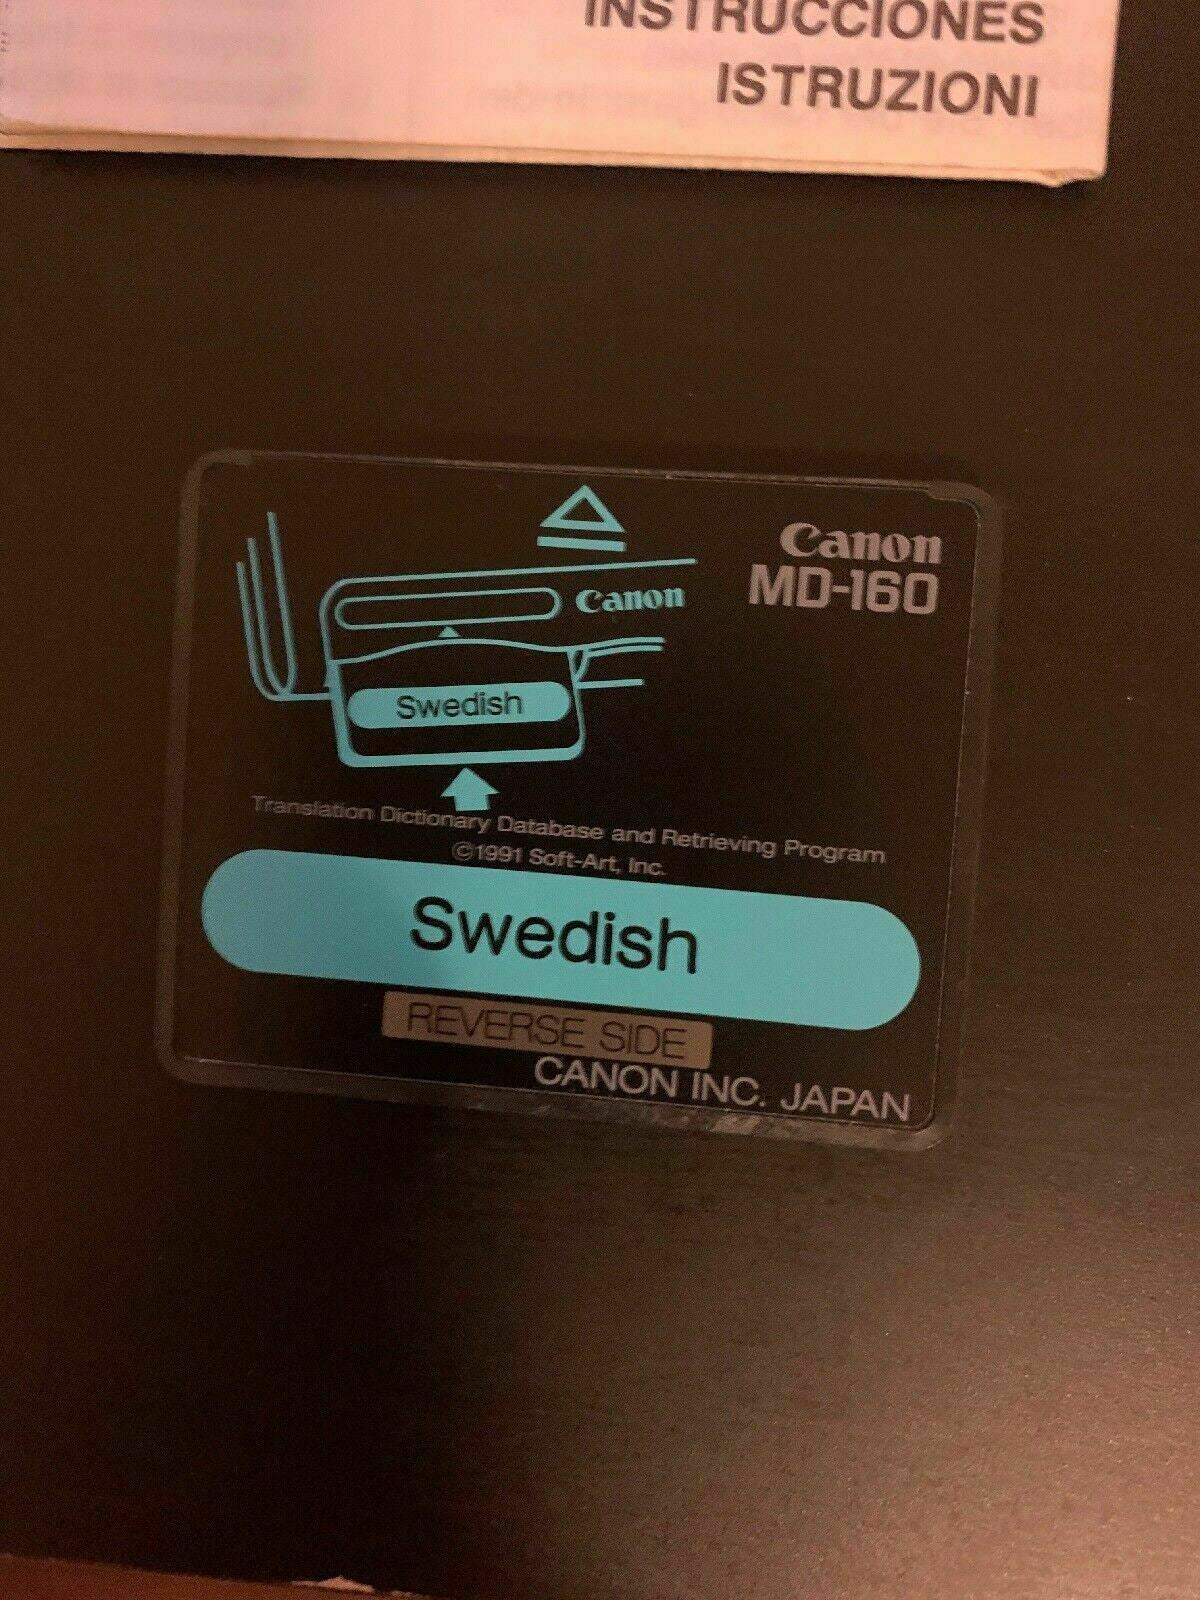 INSTRUCCIONES
ISTRUZIONI
Canon
MD-160
Canon
Swedish
Translation Dictionary Database and Retrieving Program
©1991 Soft-Art, Inc.
Swedish
REVERSE SIDE
CANON INC. JAPAN